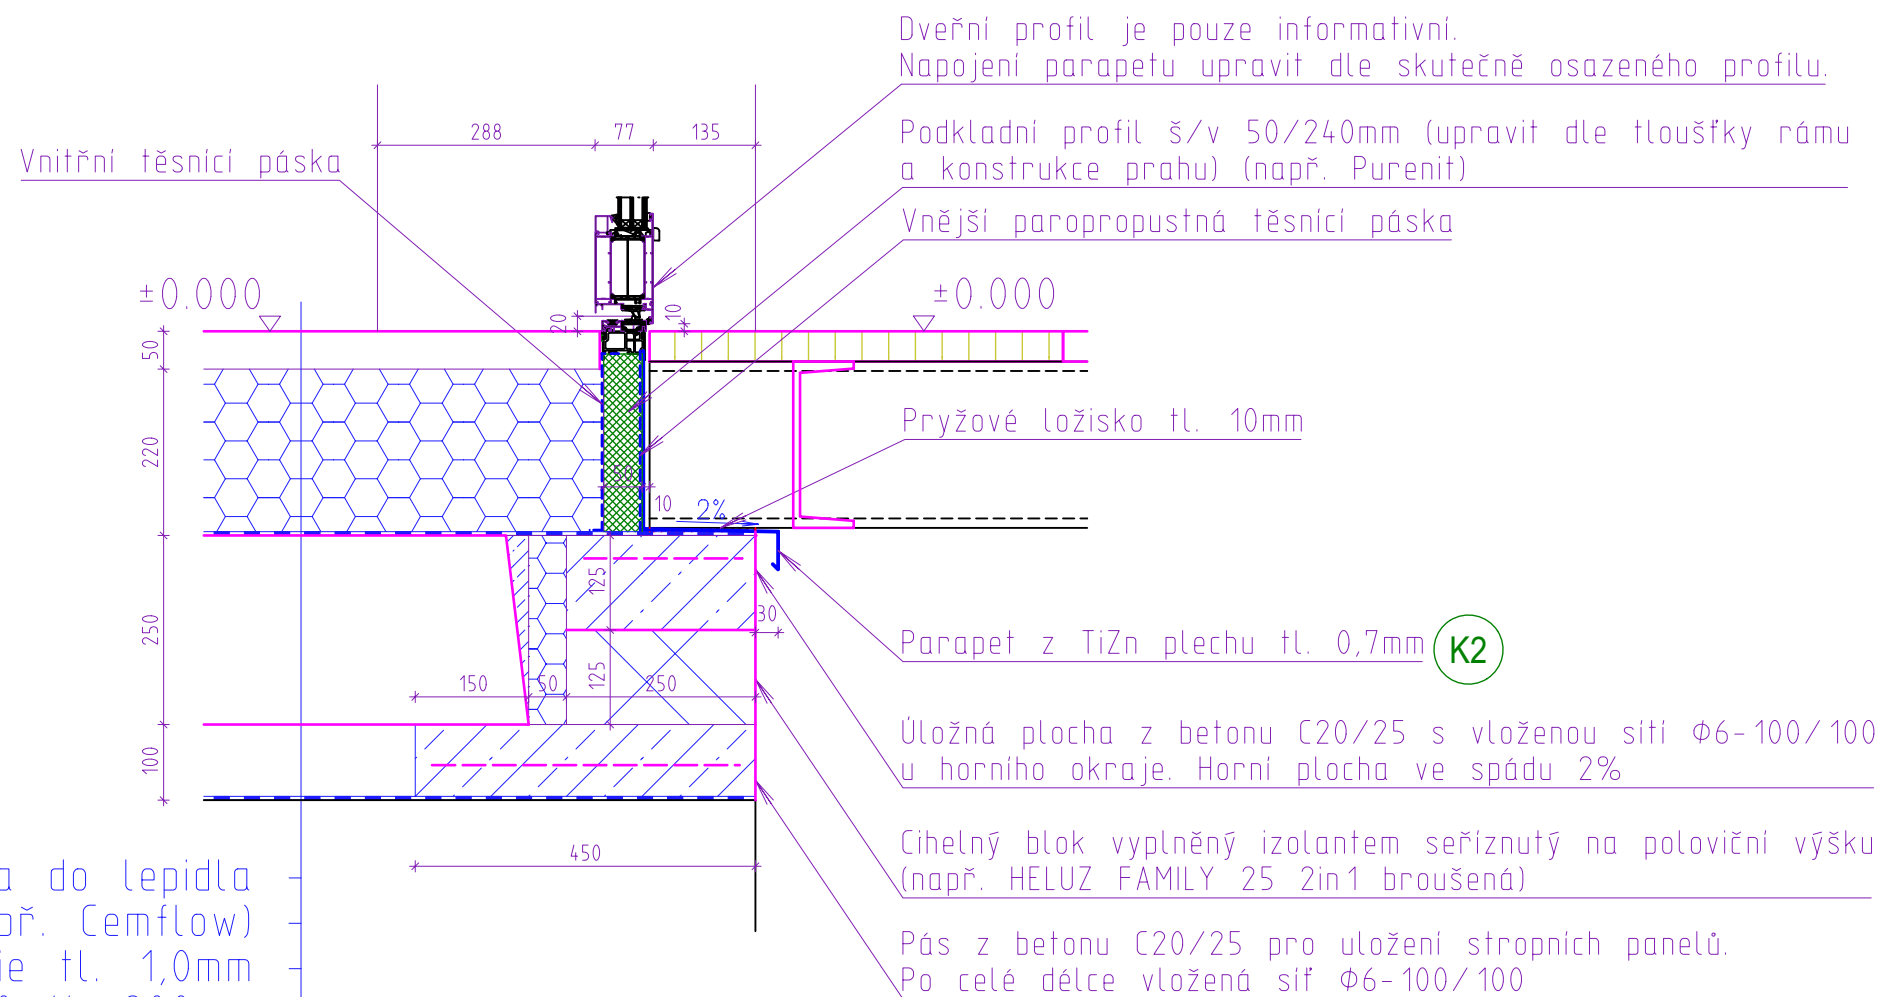 Dveřní profil je pouze informativní.
Napojení parapetu upravit dle skutečně osazeného profilu.
288
77
135
Podkladní profil š/v 50/240mm (upravit dle tloušťky rámu
a konstrukce prahu) (např. Purenit)
Vnitřní těsnící páska
Vnější paropropustná těsnící páska
±0.000
±0.000
20
10
50
220
Pryžové ložisko tl. 10mm
10
2%
125
30
250
Parapet z TiZn plechu tl. 0,7mm
K2
150
50
125
250
Úložná plocha z betonu C20/25 s vloženou sítí Φ6-100/100
u horního okraje. Horní plocha ve spádu 2%
100
450
Cihelný blok vyplněný izolantem seříznutý na poloviční výšku
(např. HELUZ FAMILY 25 2in1 broušená)
a do lepidla
př. Cemflow)
ie tl. 1,0mm
Pás z betonu C20/25 pro uložení stropních panelů.
Po celé délce vložená síť Φ6-100/100